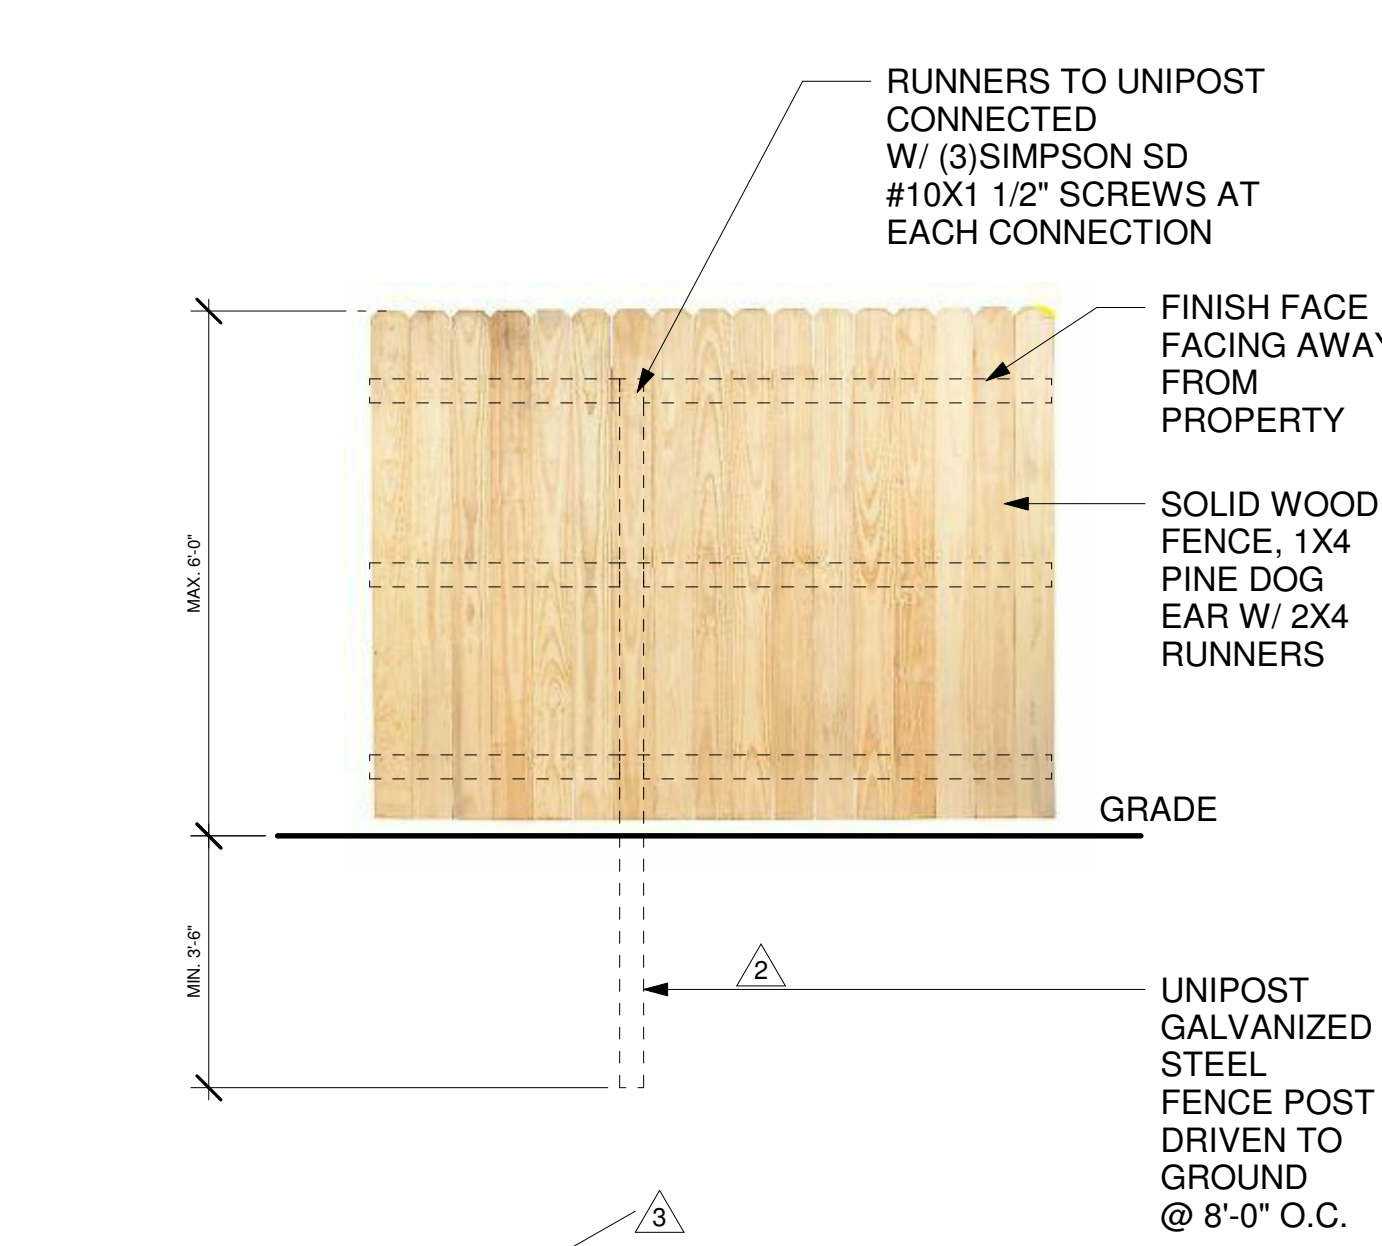 RUNNERS TO UNIPOST
CONNECTED
W/ (3)SIMPSON SD
#10X1 1/2" SCREWS AT
EACH CONNECTION
FINISH FACE
FACING AWAY
FROM
PROPERTY
SOLID WOOD
FENCE, 1X4
PINE DOG
EAR W/ 2X4
RUNNERS
MAX. 6'-0"
GRADE
MIN. 3'-6"
2
UNIPOST
GALVANIZED
STEEL
FENCE POST
DRIVEN TO
GROUND
@ 8'-0" O.C.
3